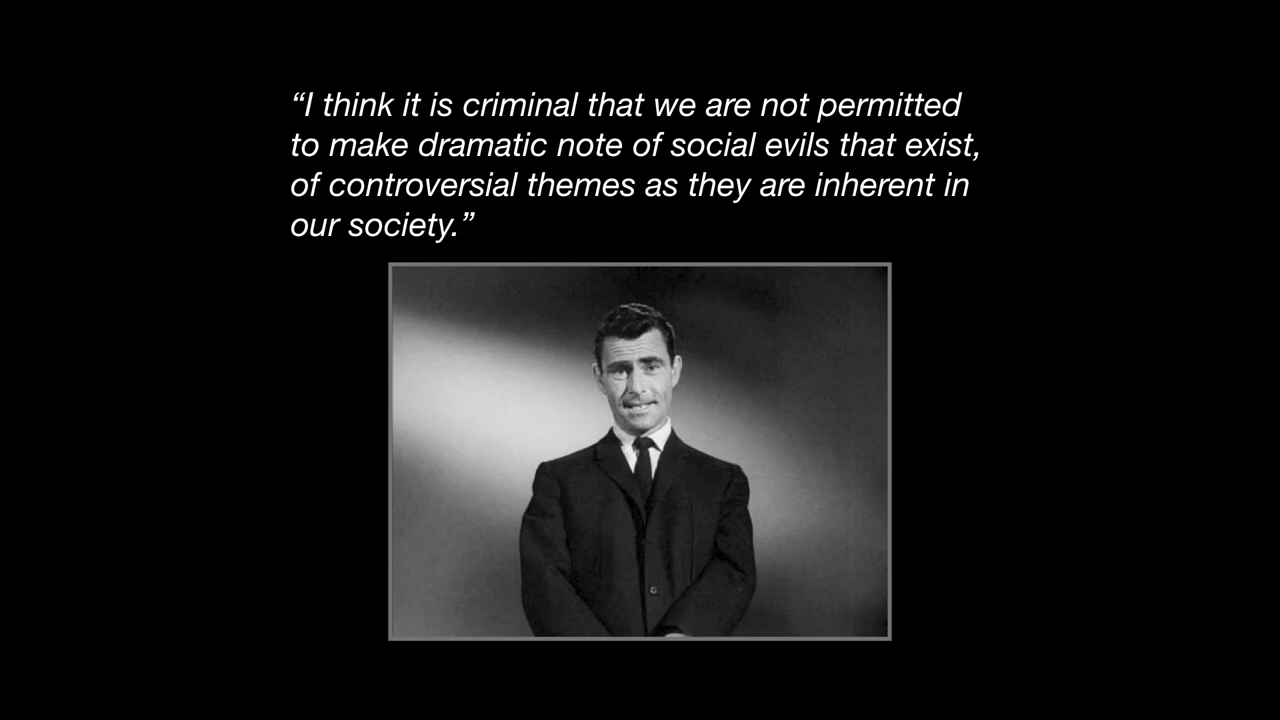 “I think it is criminal that we are not permitted
to make dramatic note of social evils that exist,
of controversial themes as they are inherent in
our society.”